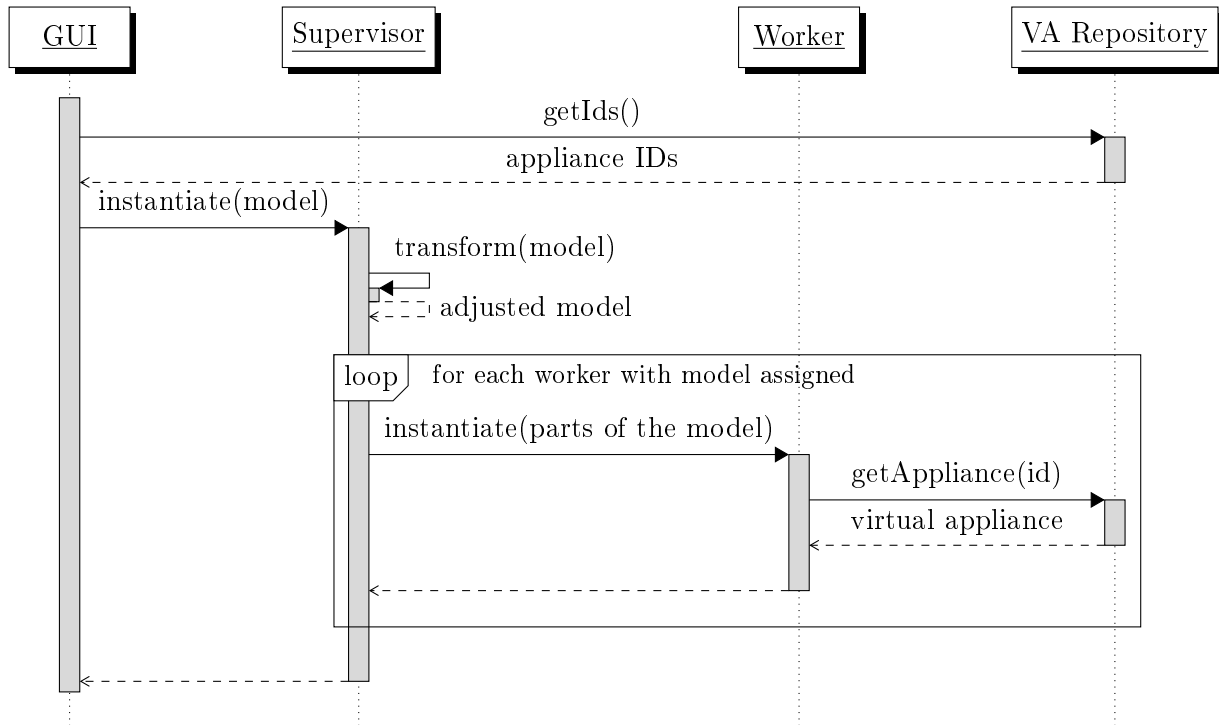 GUI
Supervisor
Worker
VA Repository
getIds()
appliance IDs
instantiate(model)
transform(model)
adjusted model
loop
for each worker with model assigned
instantiate(parts of the model)
getAppliance(id)
virtual appliance